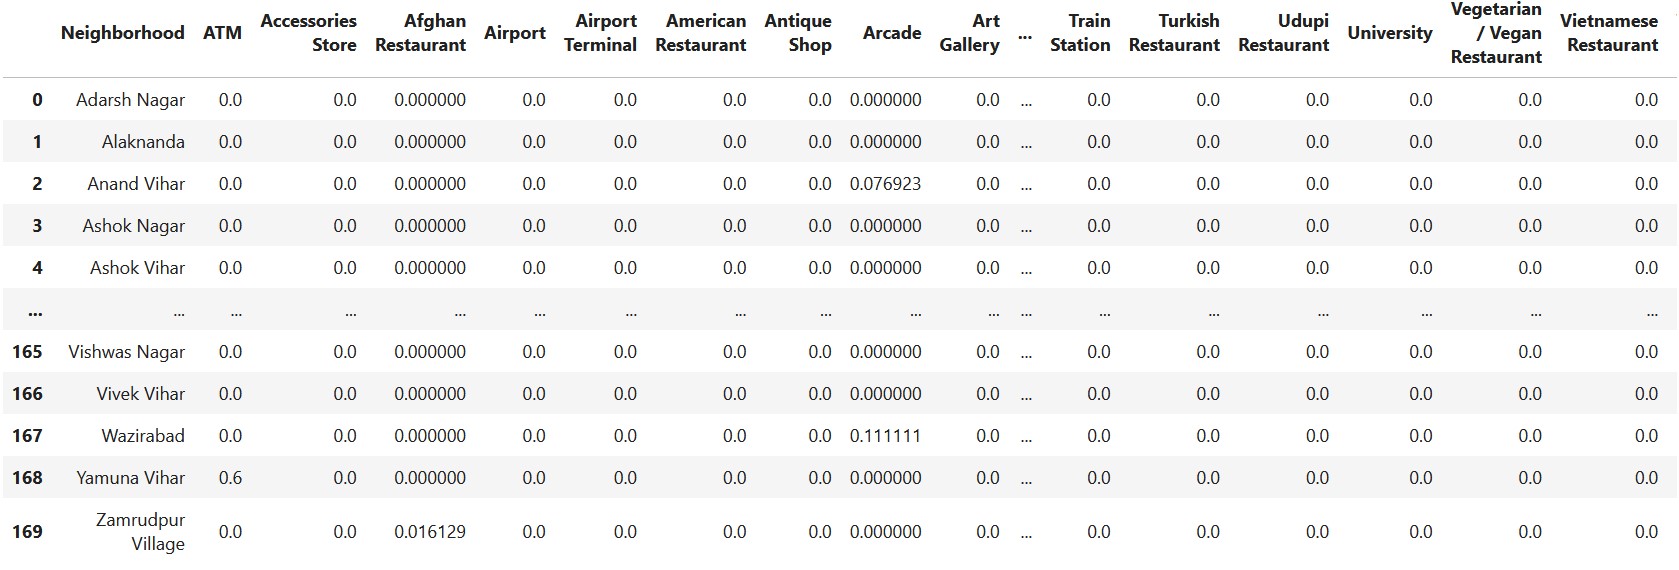 Neighborhood ATM Accessories Store Afghan Restaurant Airport Airport Terminal American Restaurant Antique Shop Arcade Art Gallery ... Train Station Turkish Restaurant Udupi Restaurant University Vegetarian / Vegan Restaurant Vietnamese Restaurant
0 Adarsh Nagar 0.0 0.0 0.000000 0.0 0.0 0.0 0.0 0.000000 0.0 ... 0.0 0.0 0.0 0.0 0.0 0.0
1 Alaknanda 0.0 0.0 0.000000 0.0 0.0 0.0 0.0 0.000000 0.0 ... 0.0 0.0 0.0 0.0 0.0 0.0
2 Anand Vihar 0.0 0.0 0.000000 0.0 0.0 0.0 0.0 0.076923 0.0 ... 0.0 0.0 0.0 0.0 0.0 0.0
3 Ashok Nagar 0.0 0.0 0.000000 0.0 0.0 0.0 0.0 0.000000 0.0 ... 0.0 0.0 0.0 0.0 0.0 0.0
4 Ashok Vihar 0.0 0.0 0.000000 0.0 0.0 0.0 0.0 0.000000 0.0 ... 0.0 0.0 0.0 0.0 0.0 0.0
... ... ... ... ... ... ... ... ... ... ... ... ... ... ... ... ... ...
165 Vishwas Nagar 0.0 0.0 0.000000 0.0 0.0 0.0 0.0 0.000000 0.0 ... 0.0 0.0 0.0 0.0 0.0 0.0
166 Vivek Vihar 0.0 0.0 0.000000 0.0 0.0 0.0 0.0 0.000000 0.0 ... 0.0 0.0 0.0 0.0 0.0 0.0
167 Wazirabad 0.0 0.0 0.000000 0.0 0.0 0.0 0.0 0.111111 0.0 ... 0.0 0.0 0.0 0.0 0.0 0.0
168 Yamuna Vihar 0.6 0.0 0.000000 0.0 0.0 0.0 0.0 0.000000 0.0 ... 0.0 0.0 0.0 0.0 0.0 0.0
169 Zamrudpur Village 0.0 0.0 0.016129 0.0 0.0 0.0 0.0 0.000000 0.0 ... 0.0 0.0 0.0 0.0 0.0 0.0